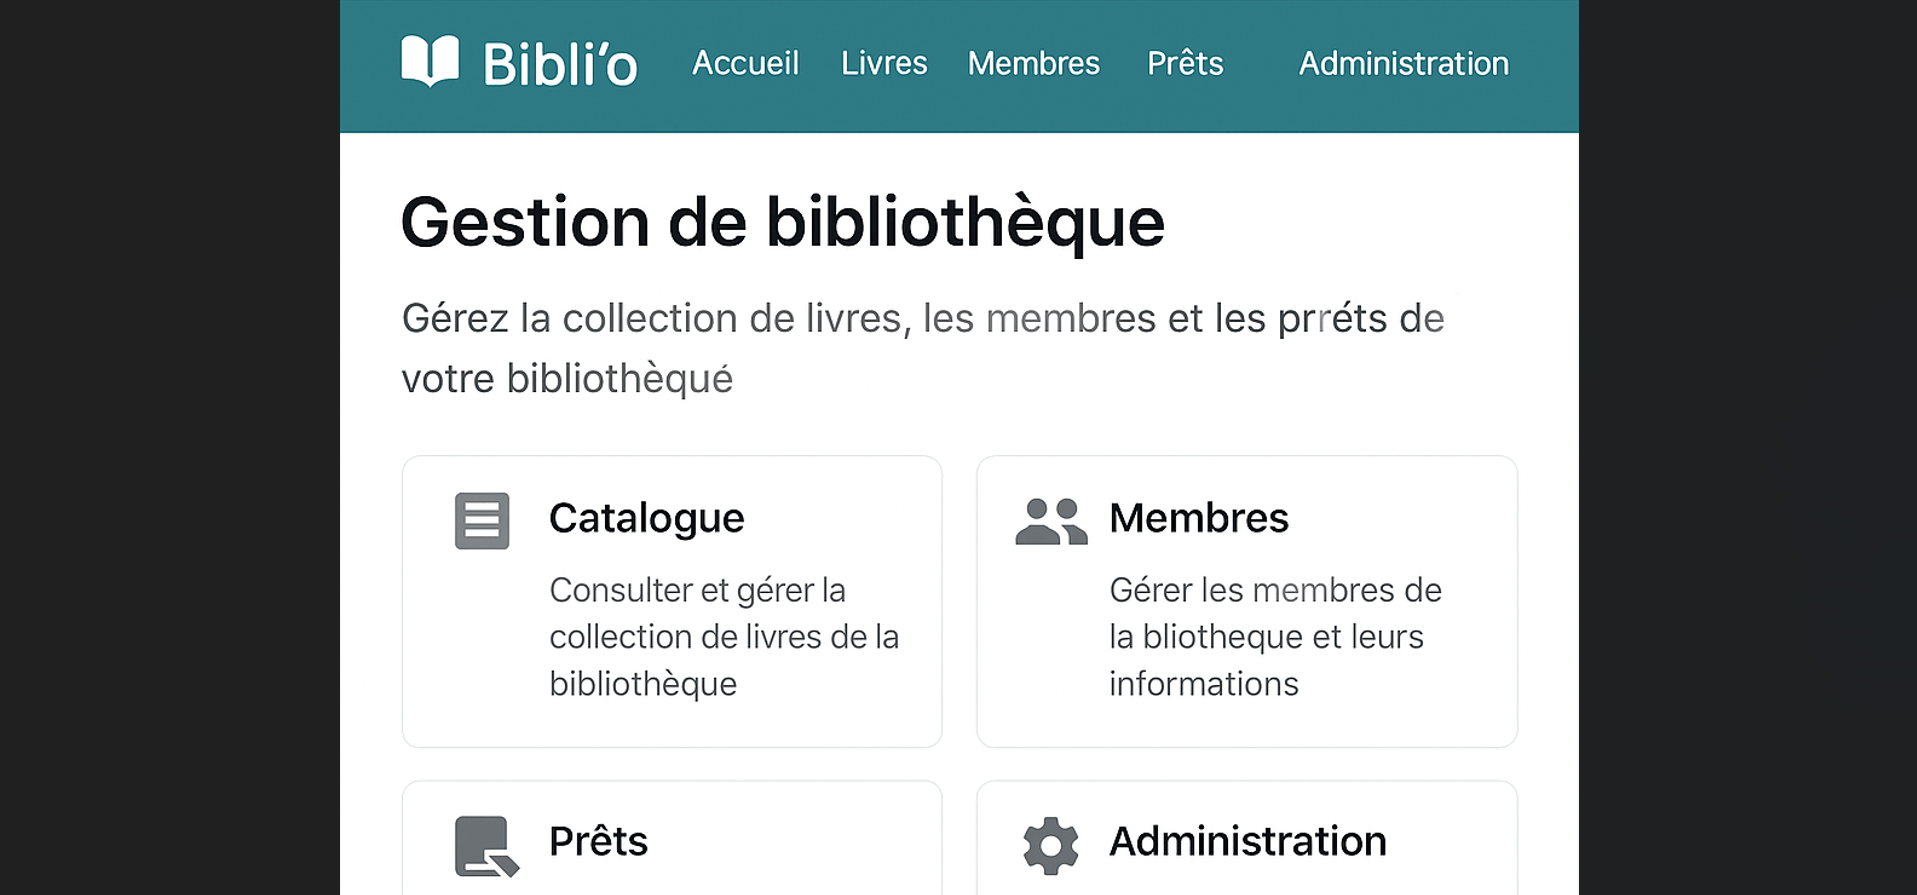 Bibli’o Accueil Livres Membres Prêts Administration
Gestion de bibliothèque
Gérez la collection de livres, les membres et les prréts de
votre bibliothèqué
Catalogue
Consulter et gérer la
collection de livres de la
bibliothèque
Membres
Gérer les membres de
la bliotheque et leurs
informations
Prêts
Administration